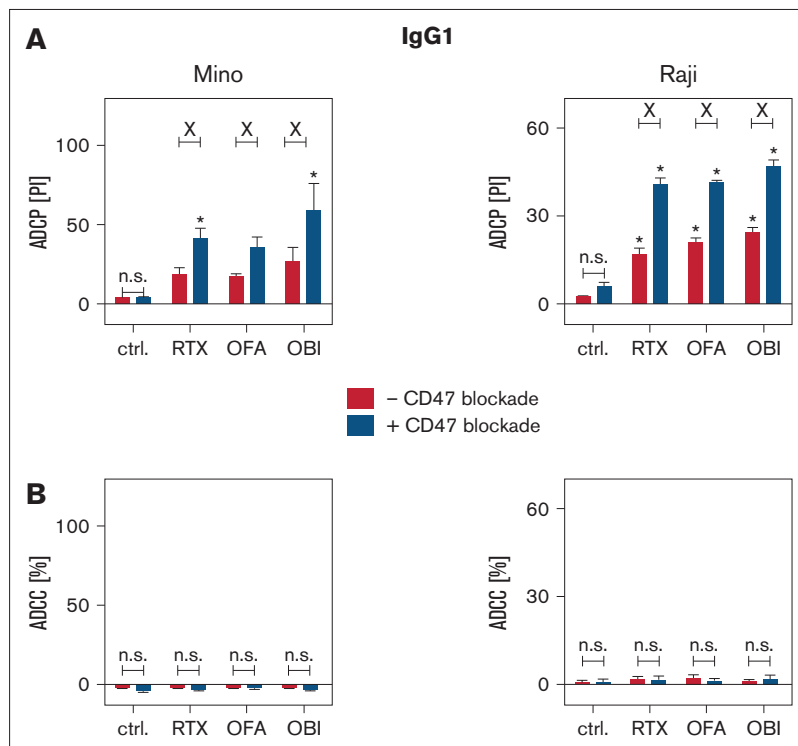 A
IgG1
Mino
Raji
ADCP [PI]
100
50
0
X
X
X
n.s.
*
*
ctrl.
RTX
OFA
OBI
ADCP [PI]
60
30
0
X
X
X
n.s.
*
*
*
*
*
*
ctrl.
RTX
OFA
OBI
– CD47 blockade
+ CD47 blockade
B
ADCC [%]
100
50
0
n.s.
n.s.
n.s.
n.s.
ctrl.
RTX
OFA
OBI
ADCC [%]
60
30
0
n.s.
n.s.
n.s.
n.s.
ctrl.
RTX
OFA
OBI